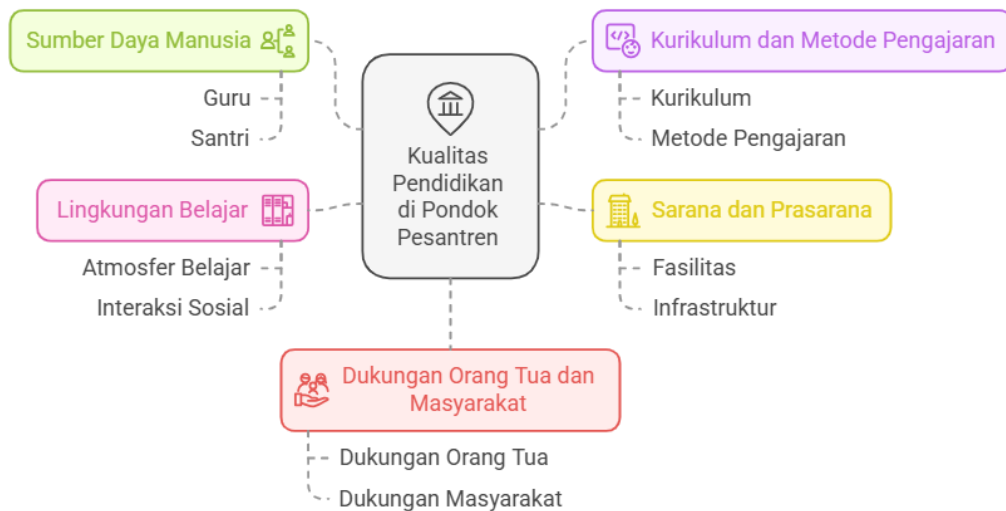 Sumber Daya Manusia
Guru
Santri
Lingkungan Belajar
Atmosfer Belajar
Interaksi Sosial
Kualitas
Pendidikan
di Pondok
Pesantren
Kurikulum dan Metode Pengajaran
Kurikulum
Metode Pengajaran
Sarana dan Prasarana
Fasilitas
Infrastruktur
Dukungan Orang Tua dan
Masyarakat
Dukungan Orang Tua
Dukungan Masyarakat